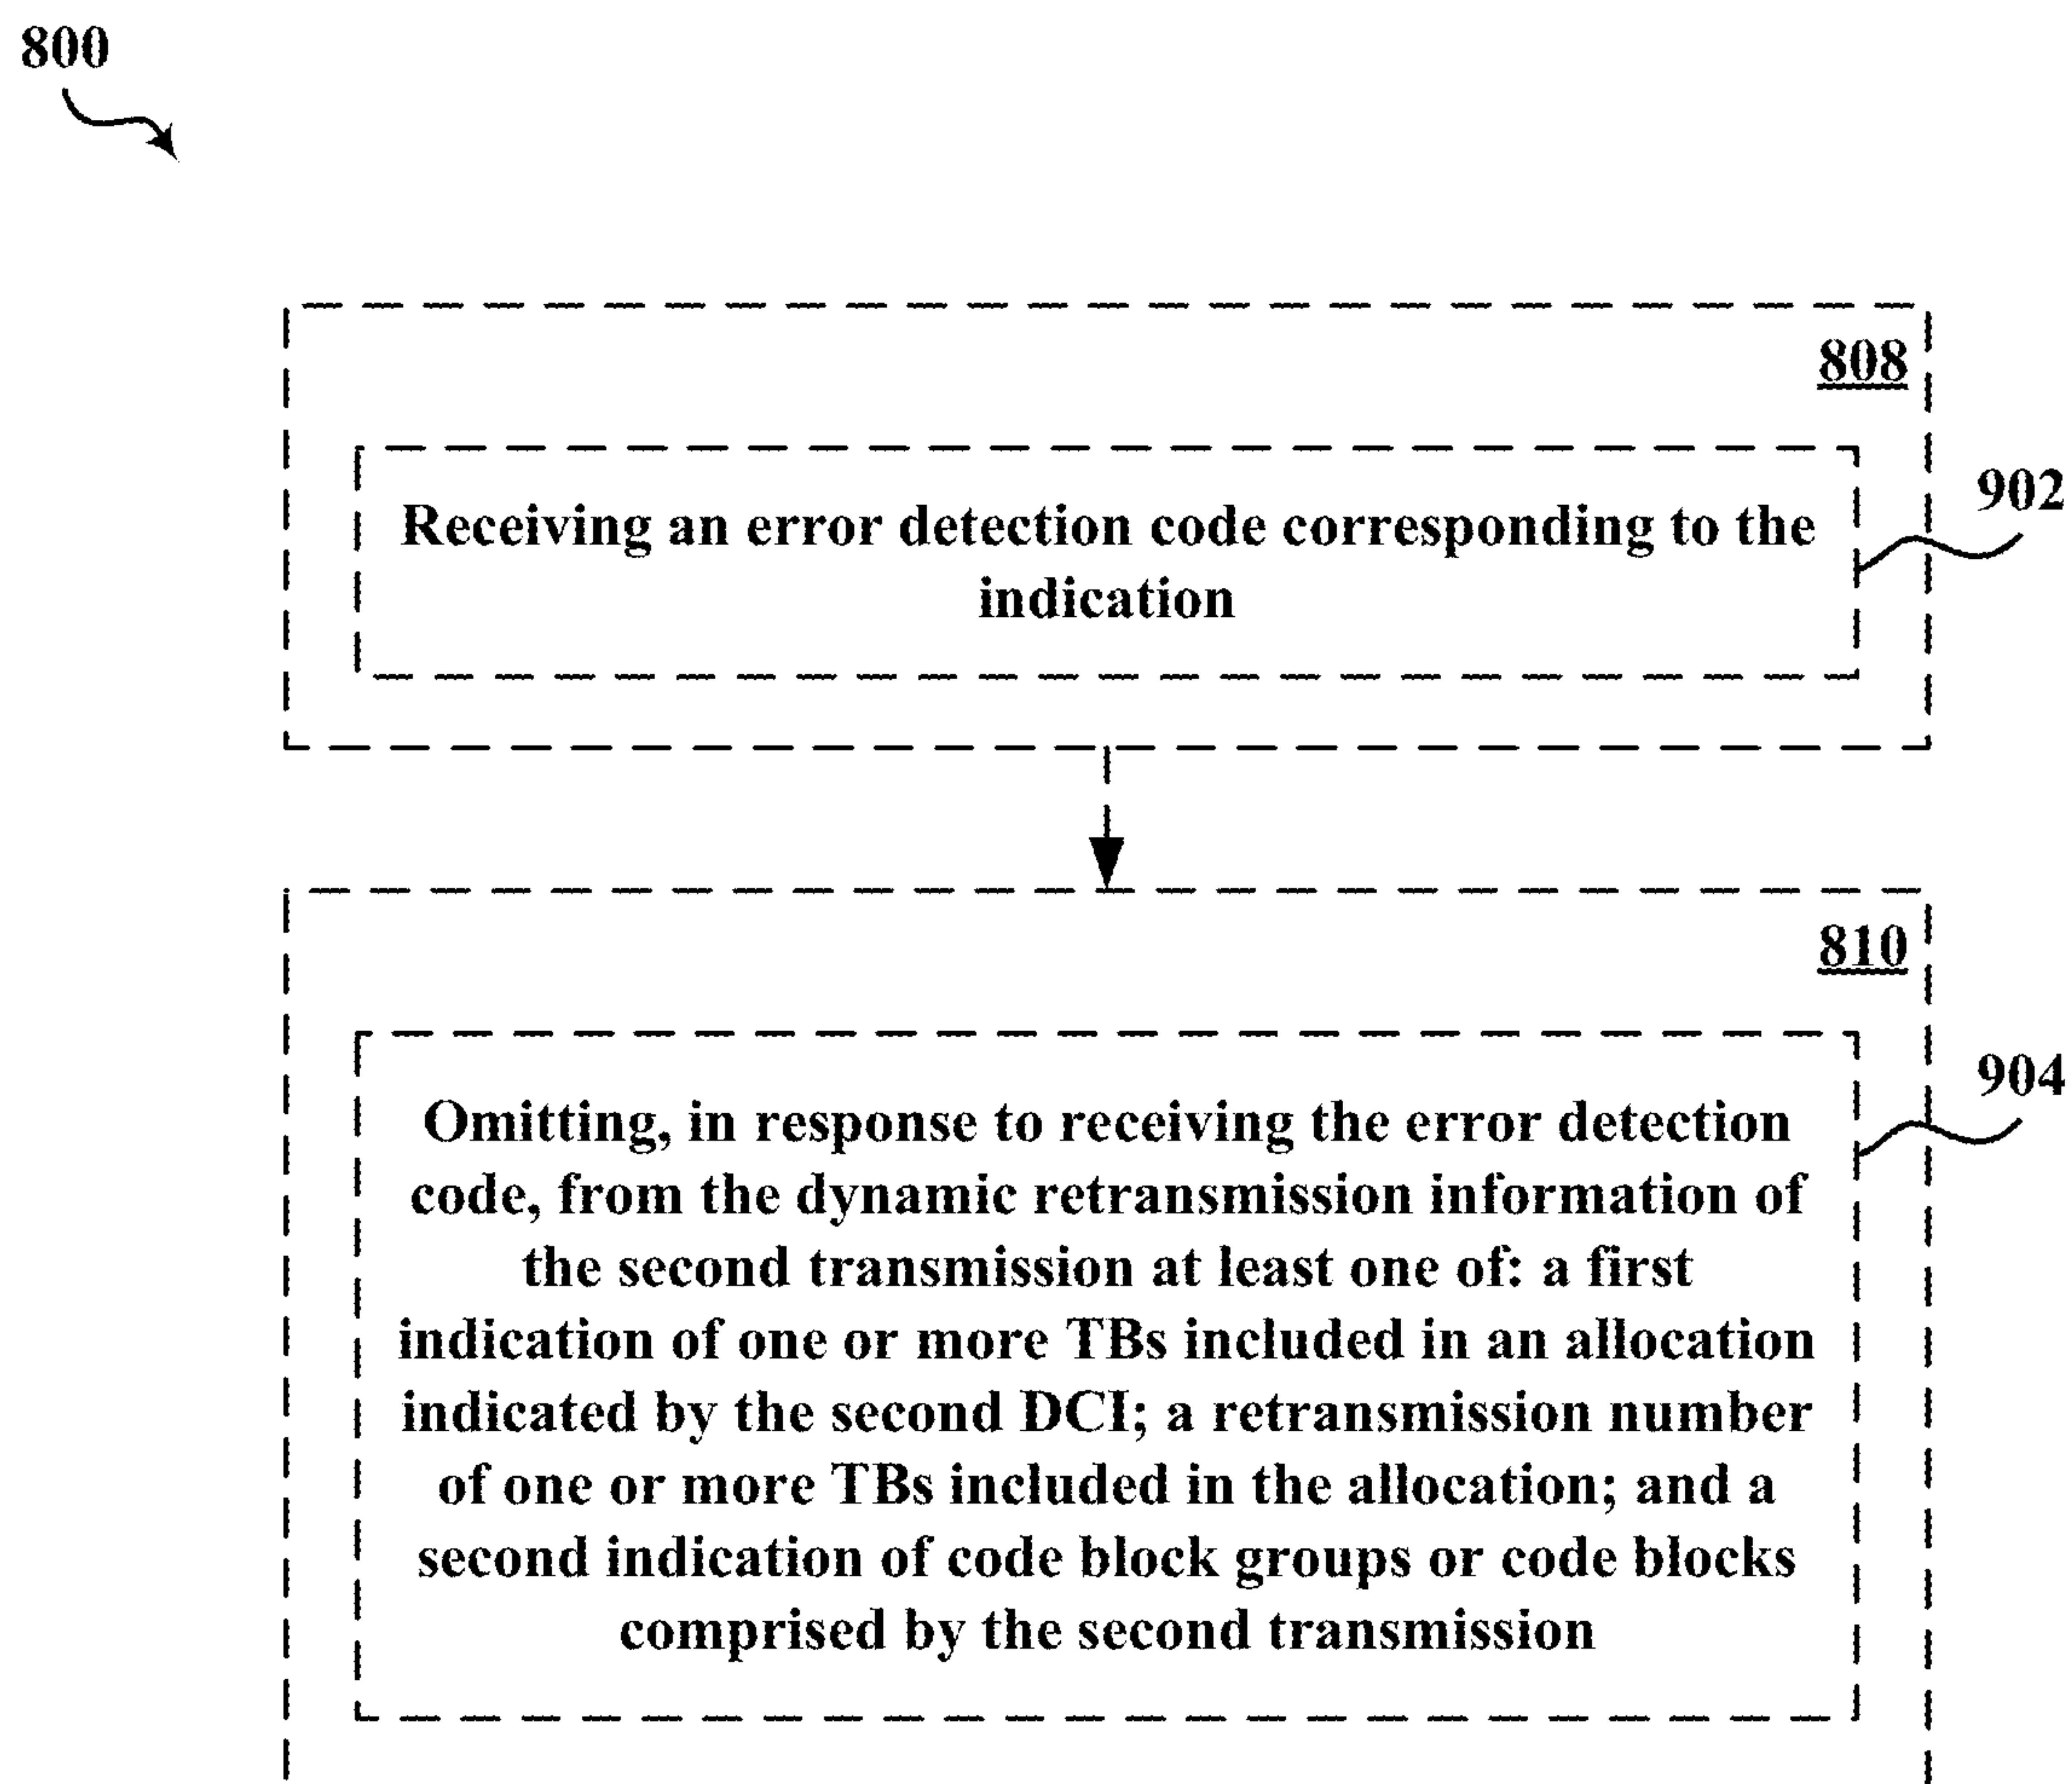 800
808
902
Receiving an error detection code corresponding to the
indication
810
904
Omitting, in response to receiving the error detection
code, from the dynamic retransmission information of
the second transmission at least one of: a first
indication of one or more TBs included in an allocation
indicated by the second DCI; a retransmission number
of one or more TBs included in the allocation; and a
second indication of code block groups or code blocks
comprised by the second transmission